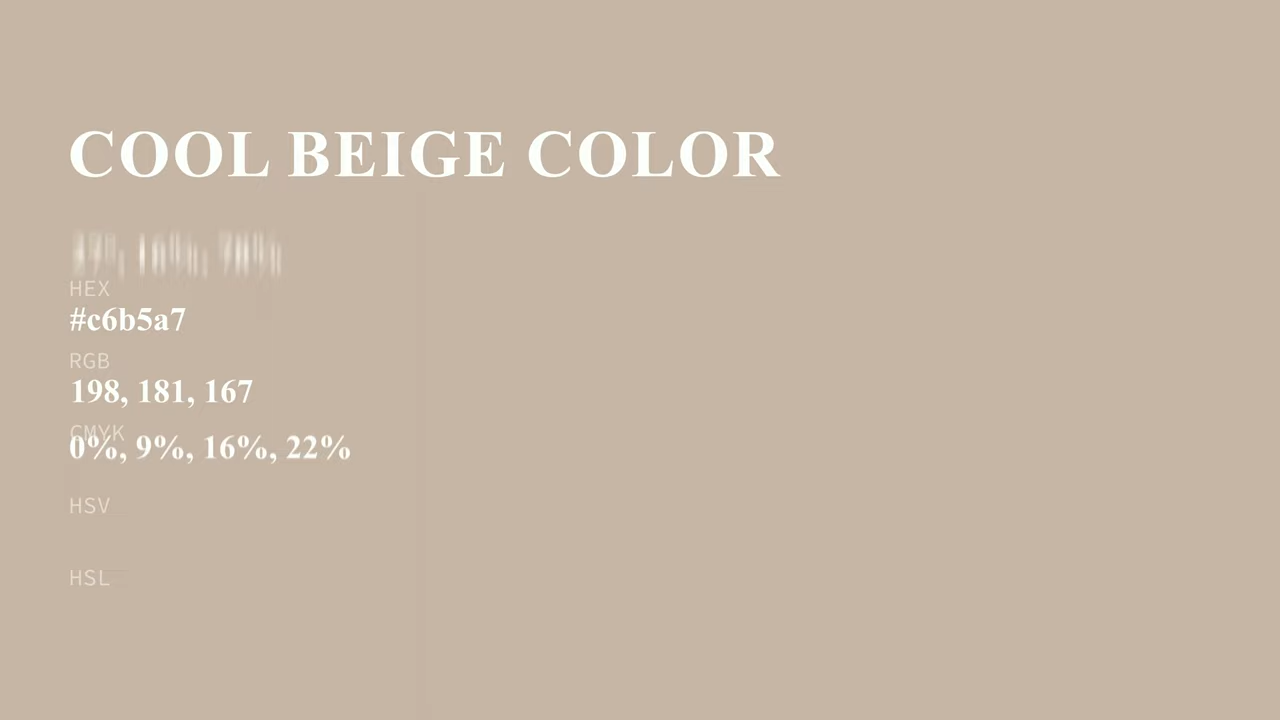 COOL BEIGE COLOR
HEX
#c6b5a7
RGB
198, 181, 167
CMYK
0%, 9%, 16%, 22%
HSV
HSL